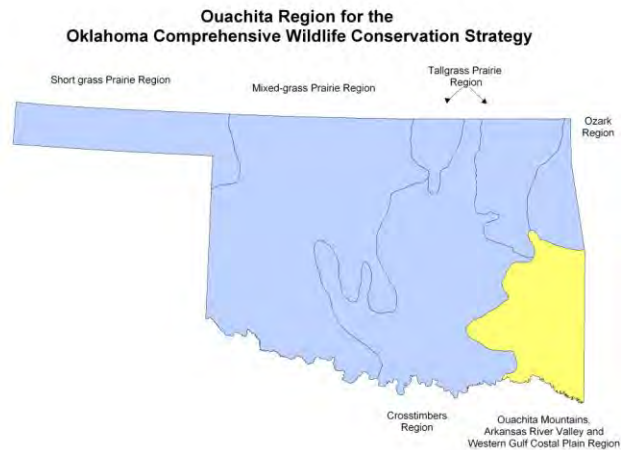 Ouachita Region for the
Oklahoma Comprehensive Wildlife Conservation Strategy
Short grass Prairie Region
Mixed-grass Prairie Region
Tallgrass Prairie
Region
Ozark
Region
Crosstimbers
Region
Ouachita Mountains,
Arkansas River Valley and
Western Gulf Costal Plain Region